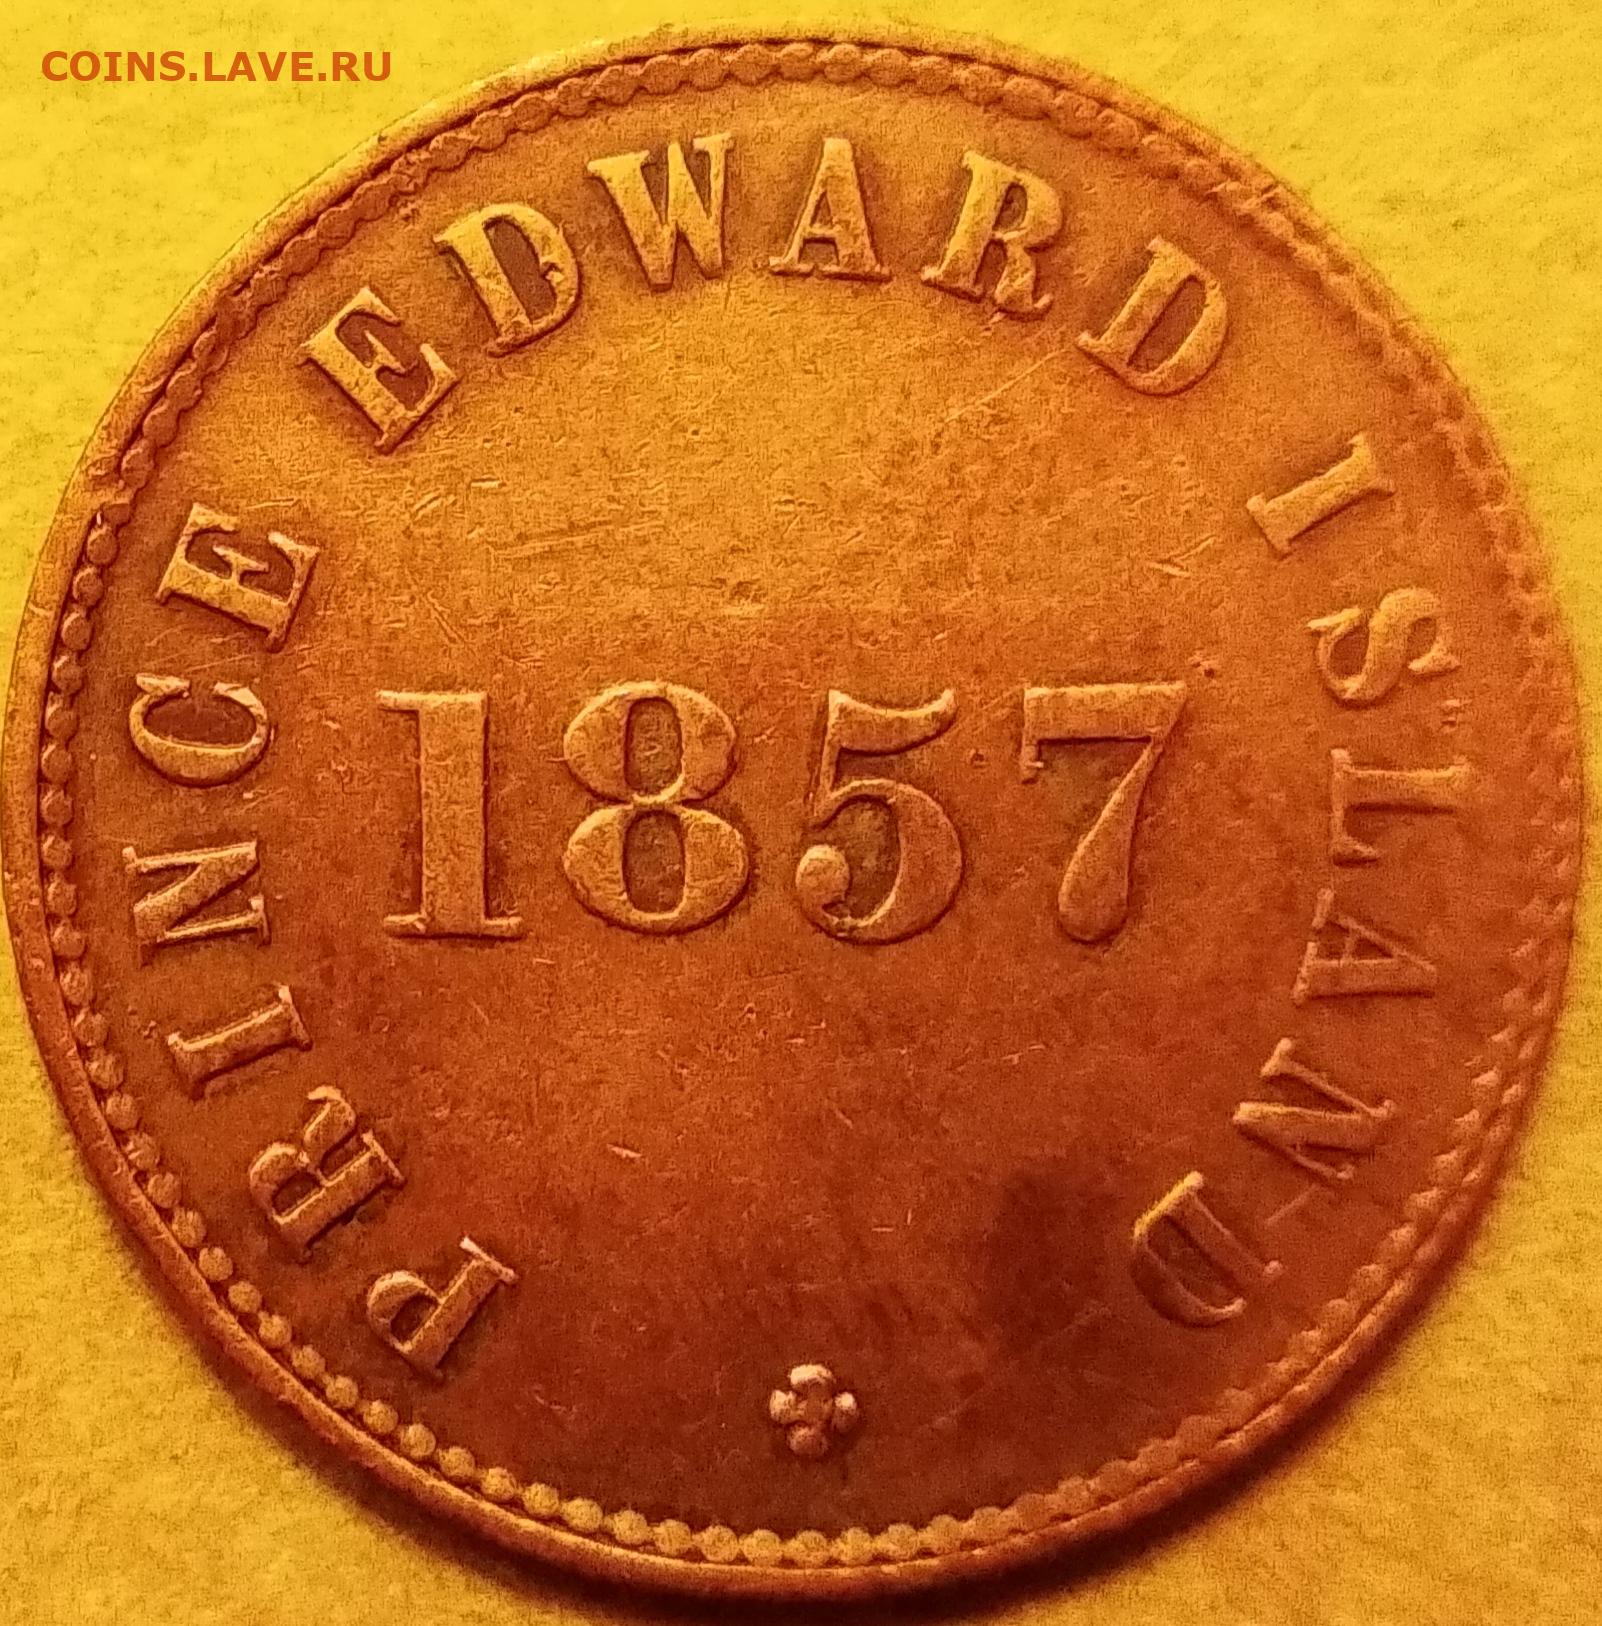 COINS.LAVE.RU
PRINCE EDWARD ISLAND
1857